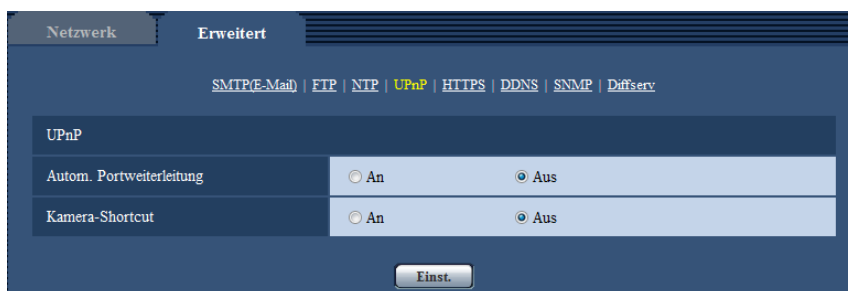 Netzwerk Erweitert
SMTP(E-Mail) | FTP | NTP | UPnP | HTTPS | DDNS | SNMP | Diffserv
UPnP
Autom. Portweiterleitung An Aus
Kamera-Shortcut An Aus
Einst.